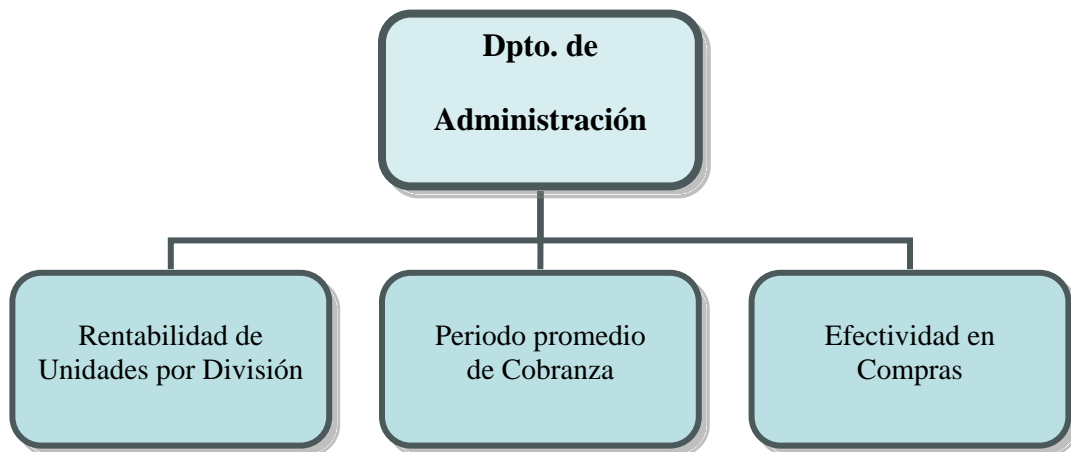 Dpto. de
Administración
Rentabilidad de
Unidades por División
Periodo promedio
de Cobranza
Efectividad en
Compras